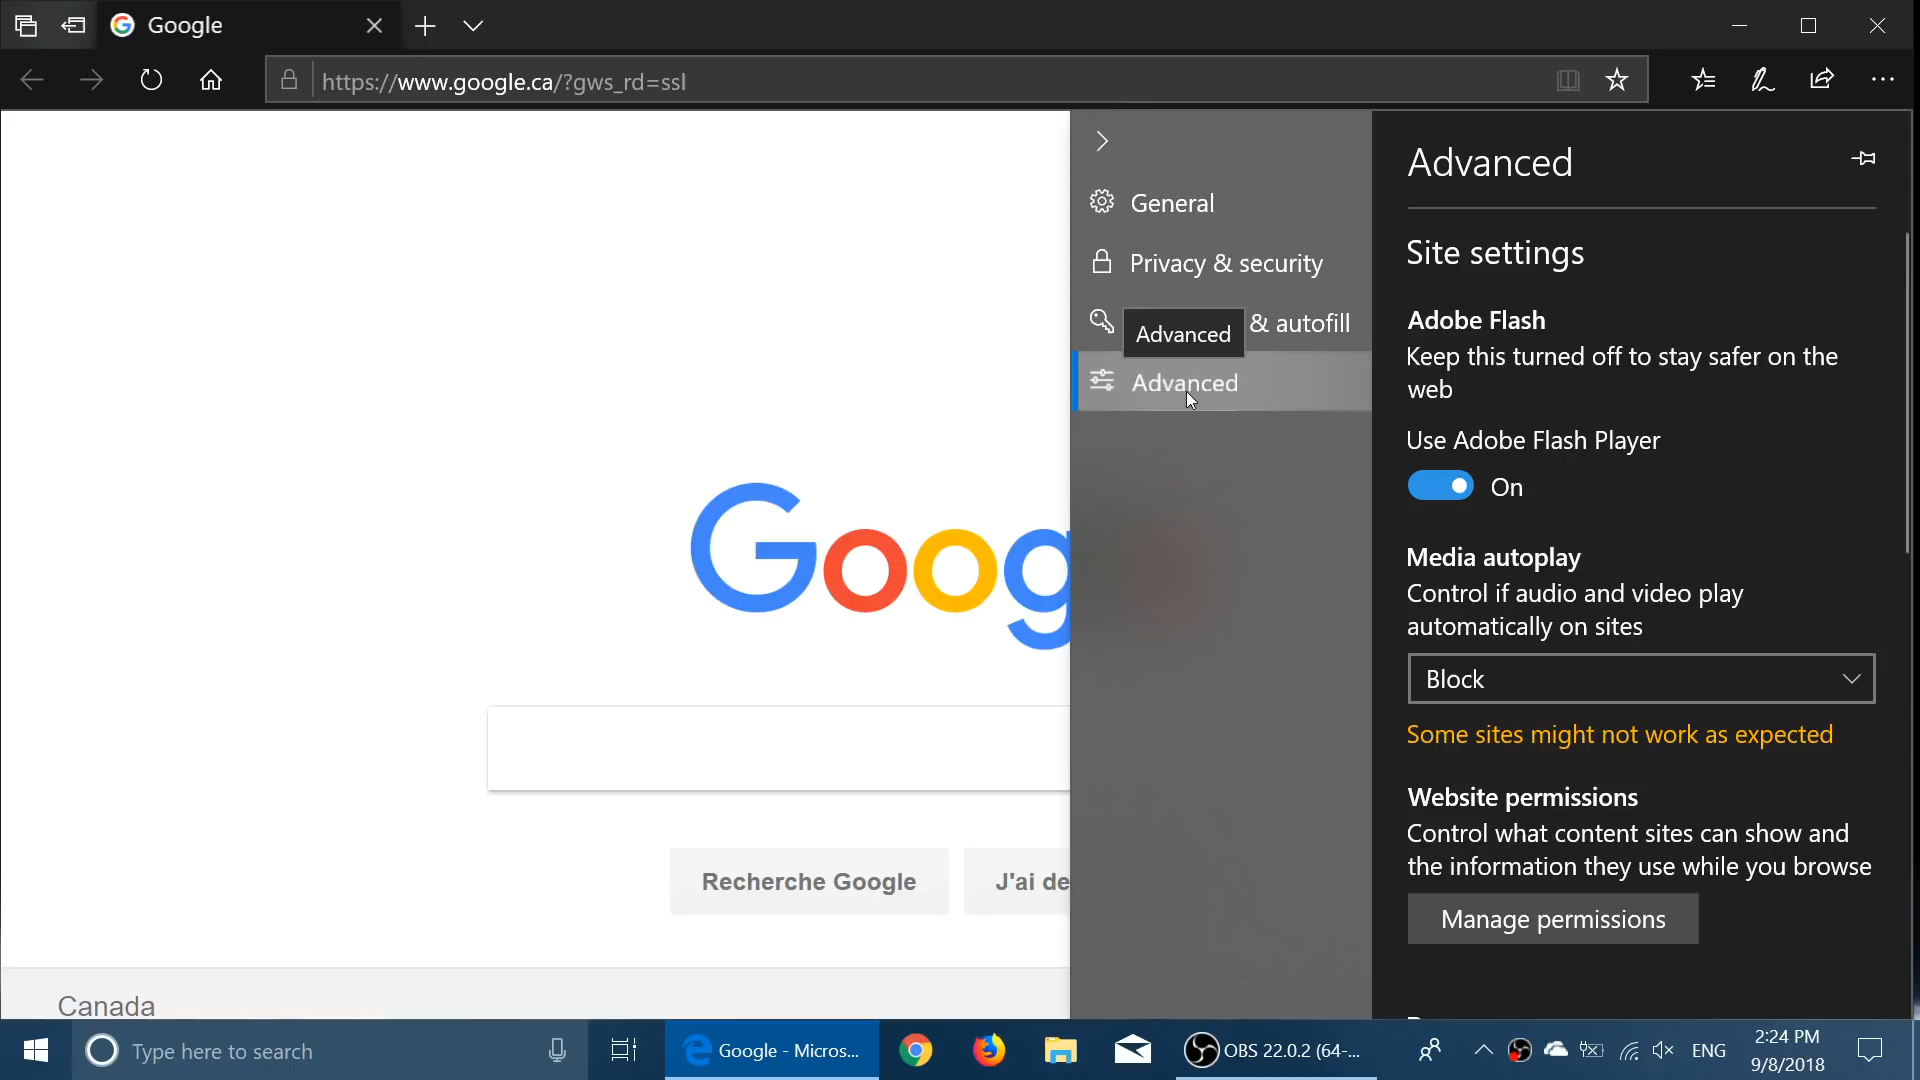 Google
https://www.google.ca/?gws_rd=ssl
Goog
Recherche Google
J'ai de
Canada
General
Privacy & security
& autofill
Advanced
Advanced
Advanced
Site settings
Adobe Flash
Keep this turned off to stay safer on the
web
Use Adobe Flash Player
On
Media autoplay
Control if audio and video play
automatically on sites
Block
Some sites might not work as expected
Website permissions
Control what content sites can show and
the information they use while you browse
Manage permissions
Type here to search
Google - Micros...
OBS 22.0.2 (64-...
ENG
2:24 PM
9/8/2018